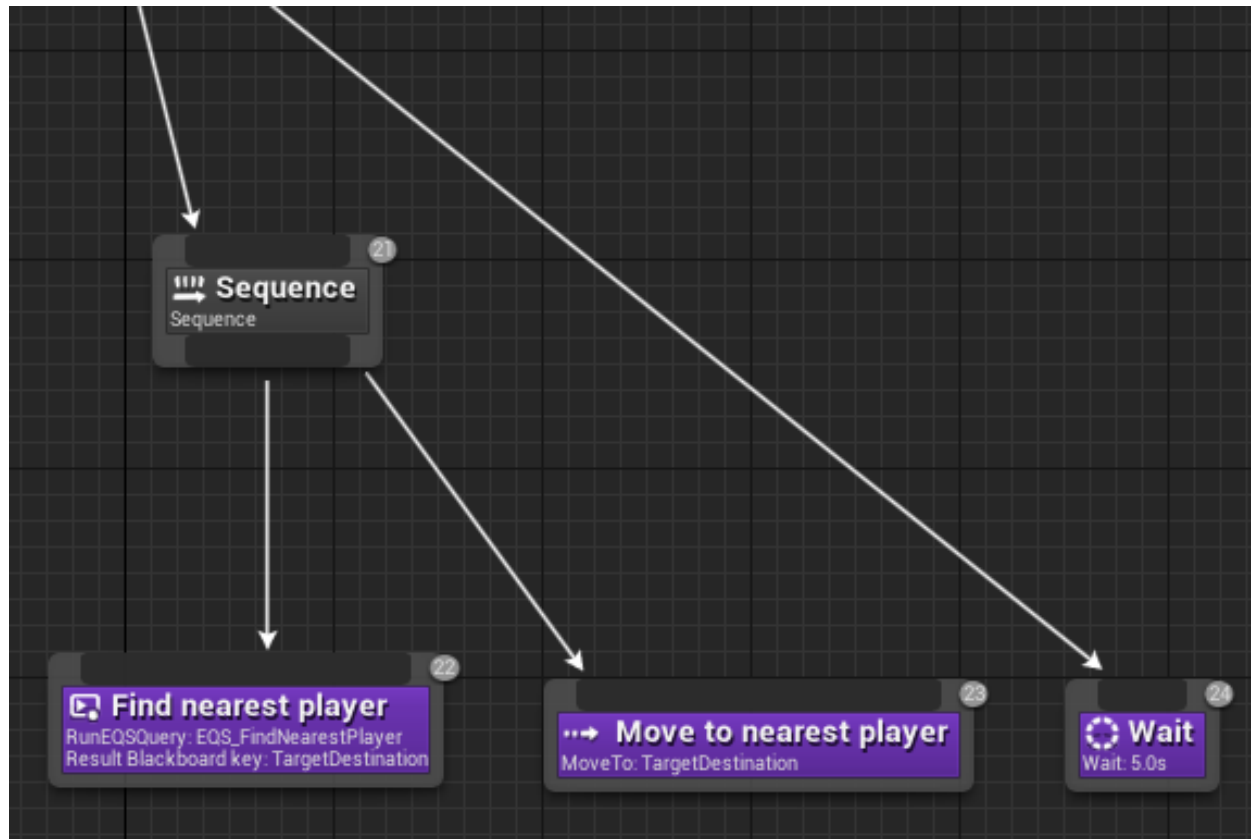 21
Sequence
Sequence
22
Find nearest player
RunEQSQuery: EQS_FindNearestPlayer
Result Blackboard key: TargetDestination
23
Move to nearest player
MoveTo: TargetDestination
24
Wait
Wait: 5.0s